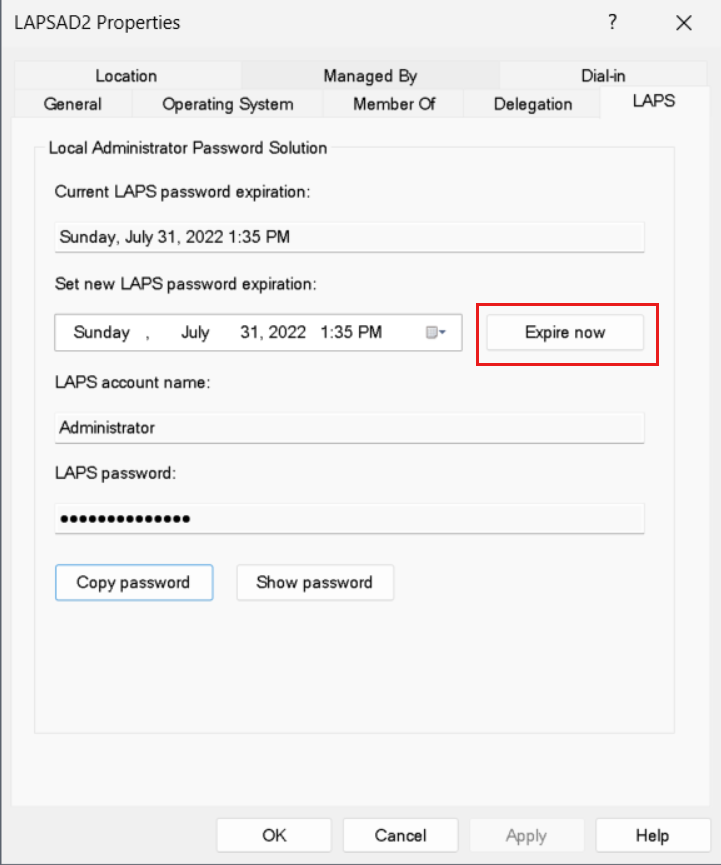 LAPSAD2 Properties ?
Location Managed By Dial-in
General Operating System Member Of Delegation LAPS
Local Administrator Password Solution
Current LAPS password expiration:
Sunday, July 31, 2022 1:35 PM
Set new LAPS password expiration:
Sunday , July 31, 2022 1:35 PM Expire now
LAPS account name:
Administrator
LAPS password:
●●●●●●●●●●●●●●
Copy password Show password
OK Cancel Apply Help